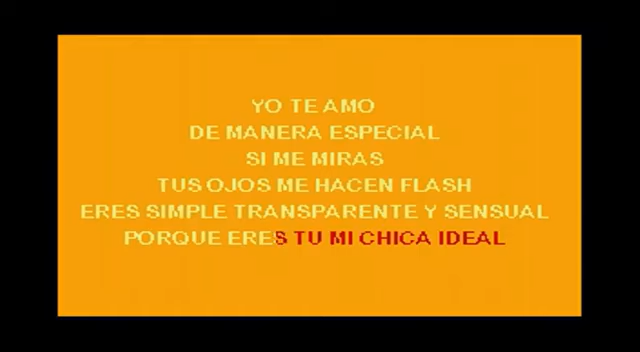 YO TE AMO
DE MANERA ESPECIAL
SI ME MIRAS
TUS OJOS ME HACEN FLASH
ERES SIMPLE TRANSPARENTE Y SENSUAL
PORQUE ERES TU MI CHICA IDEAL